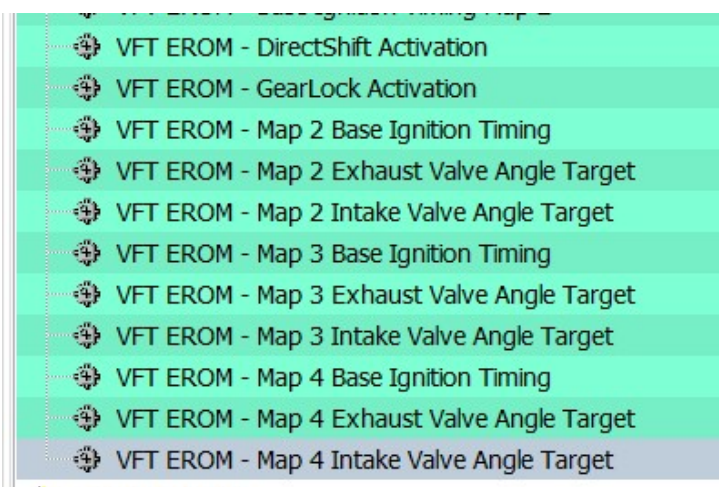 VFT EROM - DirectShift Activation
VFT EROM - GearLock Activation
VFT EROM - Map 2 Base Ignition Timing
VFT EROM - Map 2 Exhaust Valve Angle Target
VFT EROM - Map 2 Intake Valve Angle Target
VFT EROM - Map 3 Base Ignition Timing
VFT EROM - Map 3 Exhaust Valve Angle Target
VFT EROM - Map 3 Intake Valve Angle Target
VFT EROM - Map 4 Base Ignition Timing
VFT EROM - Map 4 Exhaust Valve Angle Target
VFT EROM - Map 4 Intake Valve Angle Target